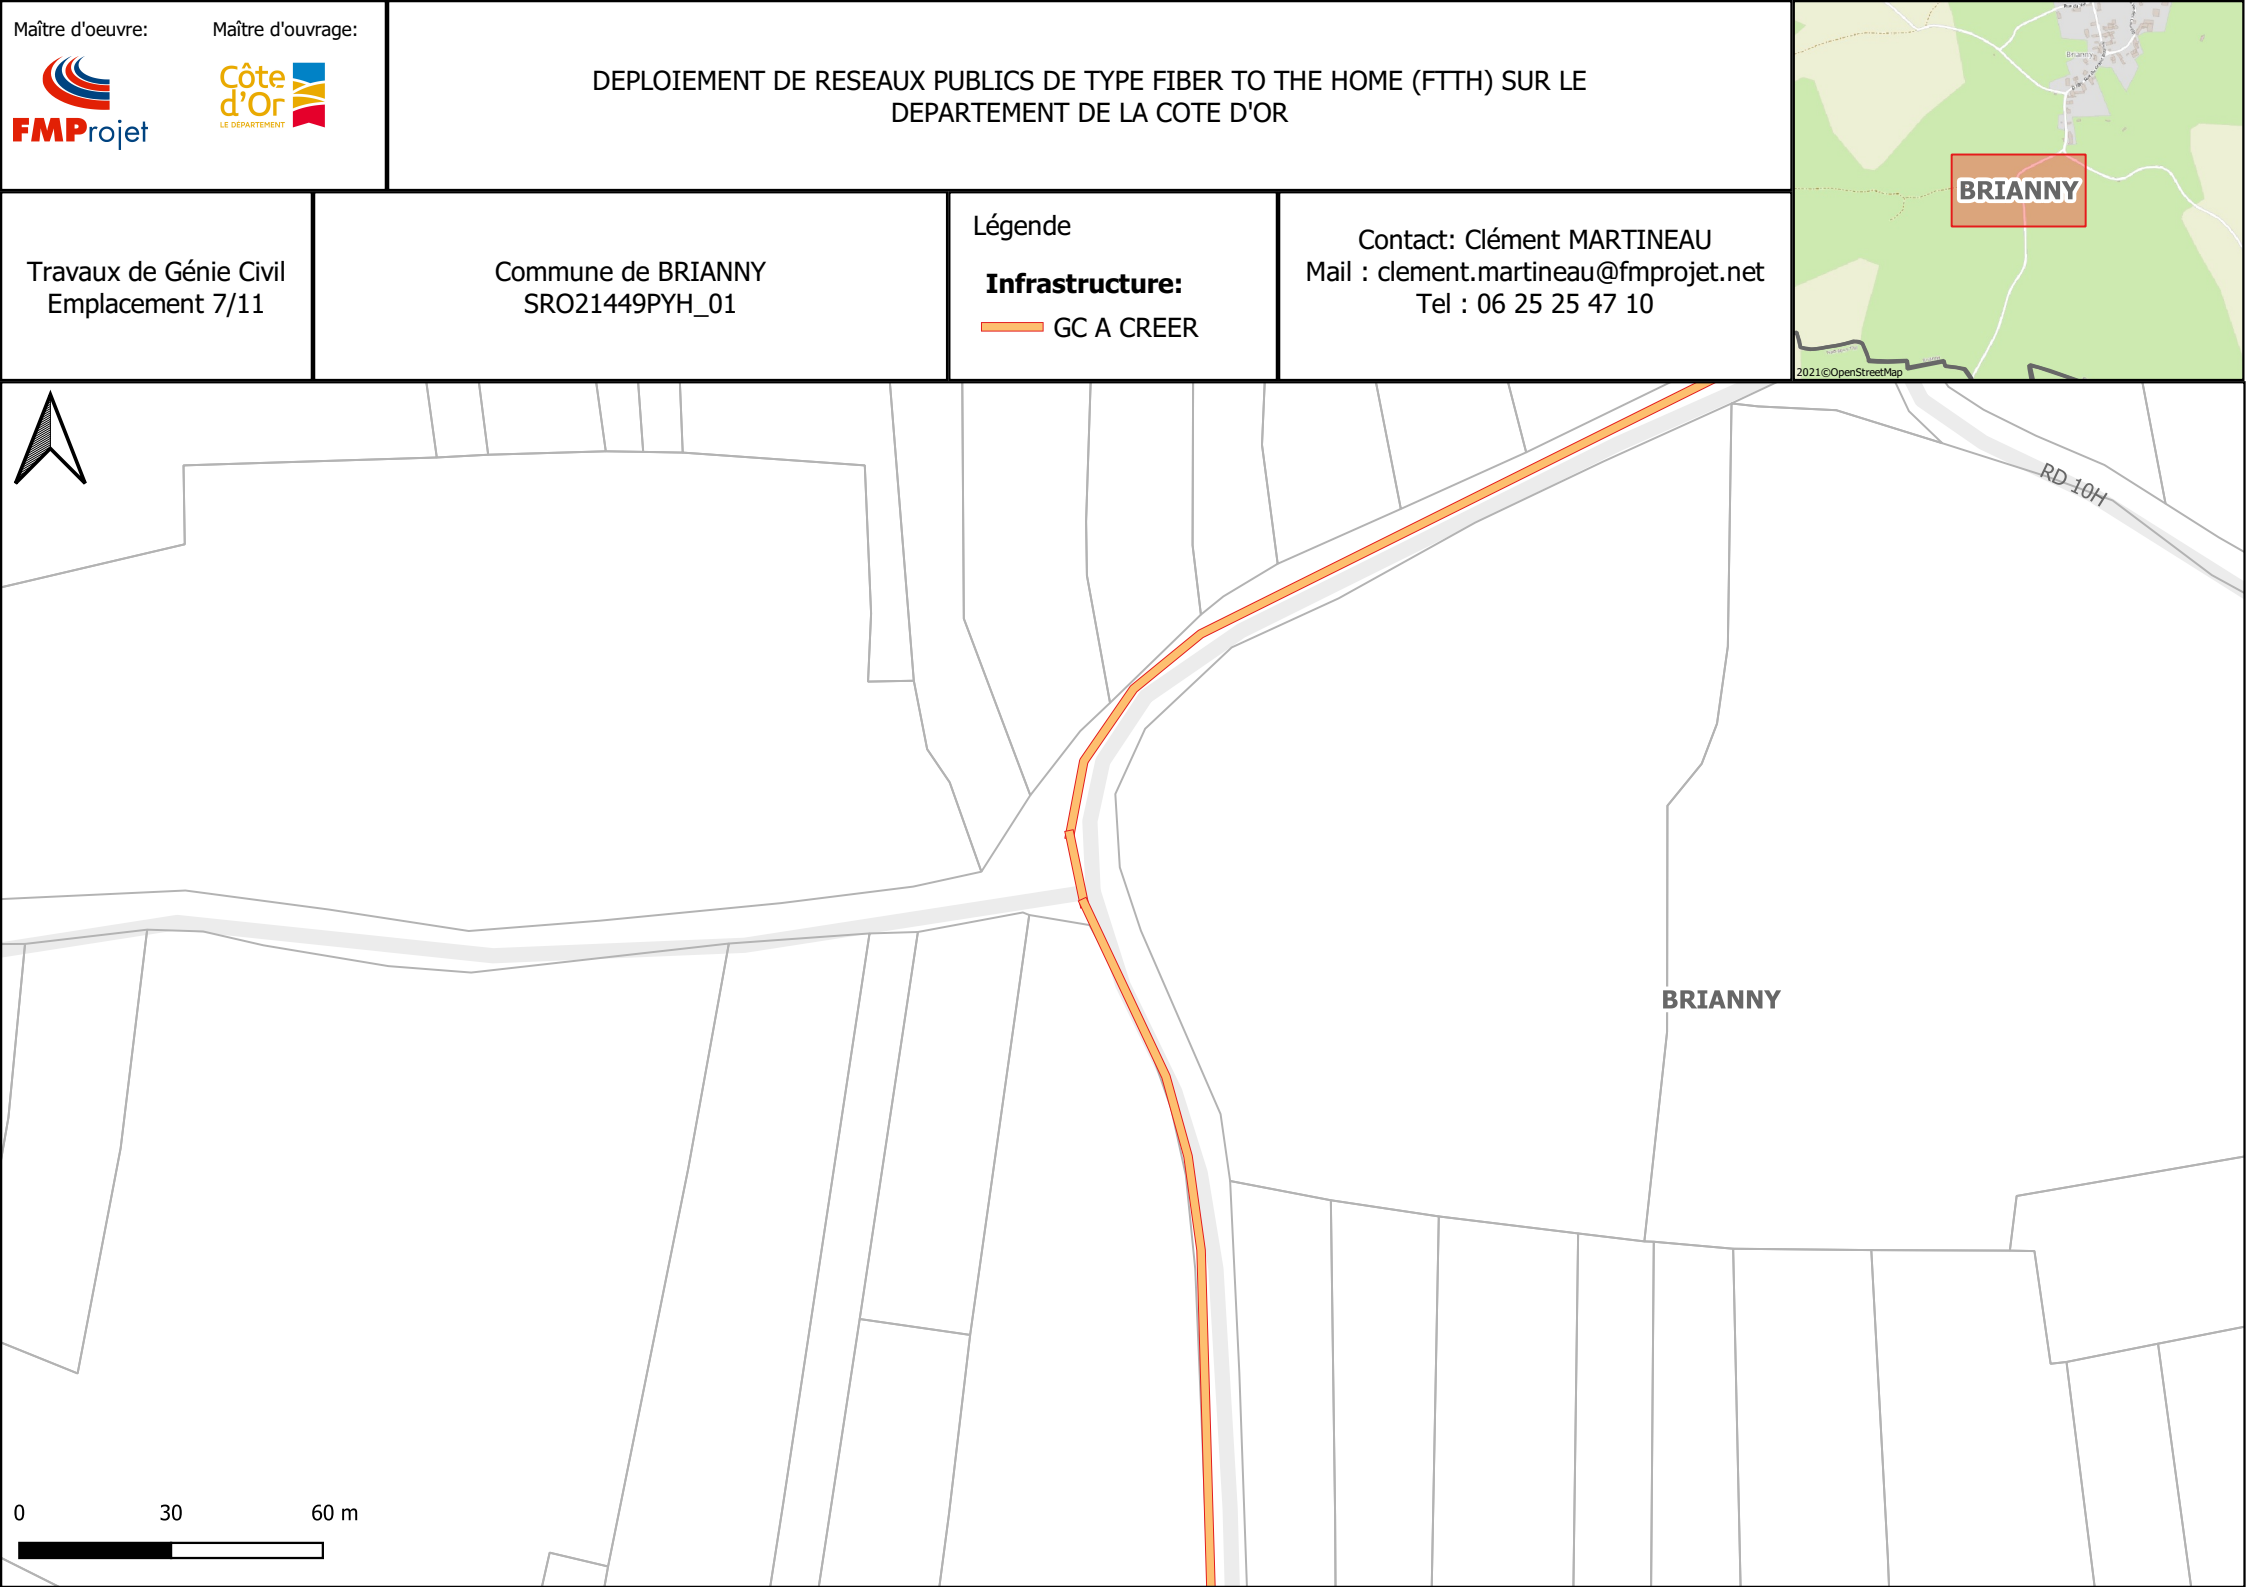 Maître d'oeuvre:
Maître d'ouvrage:
FMProjet
Côte
d'Or
LE DÉPARTEMENT
DEPLOIEMENT DE RESEAUX PUBLICS DE TYPE FIBER TO THE HOME (FTTH) SUR LE
DEPARTEMENT DE LA COTE D'OR
Brianny
BRIANNY
2021©OpenStreetMap
Travaux de Génie Civil
Emplacement 7/11
Commune de BRIANNY
SRO21449PYH_01
Légende
Infrastructure:
GC A CREER
Contact: Clément MARTINEAU
Mail : clement.martineau@fmprojet.net
Tel : 06 25 25 47 10
RD 10H
BRIANNY
0 30 60 m